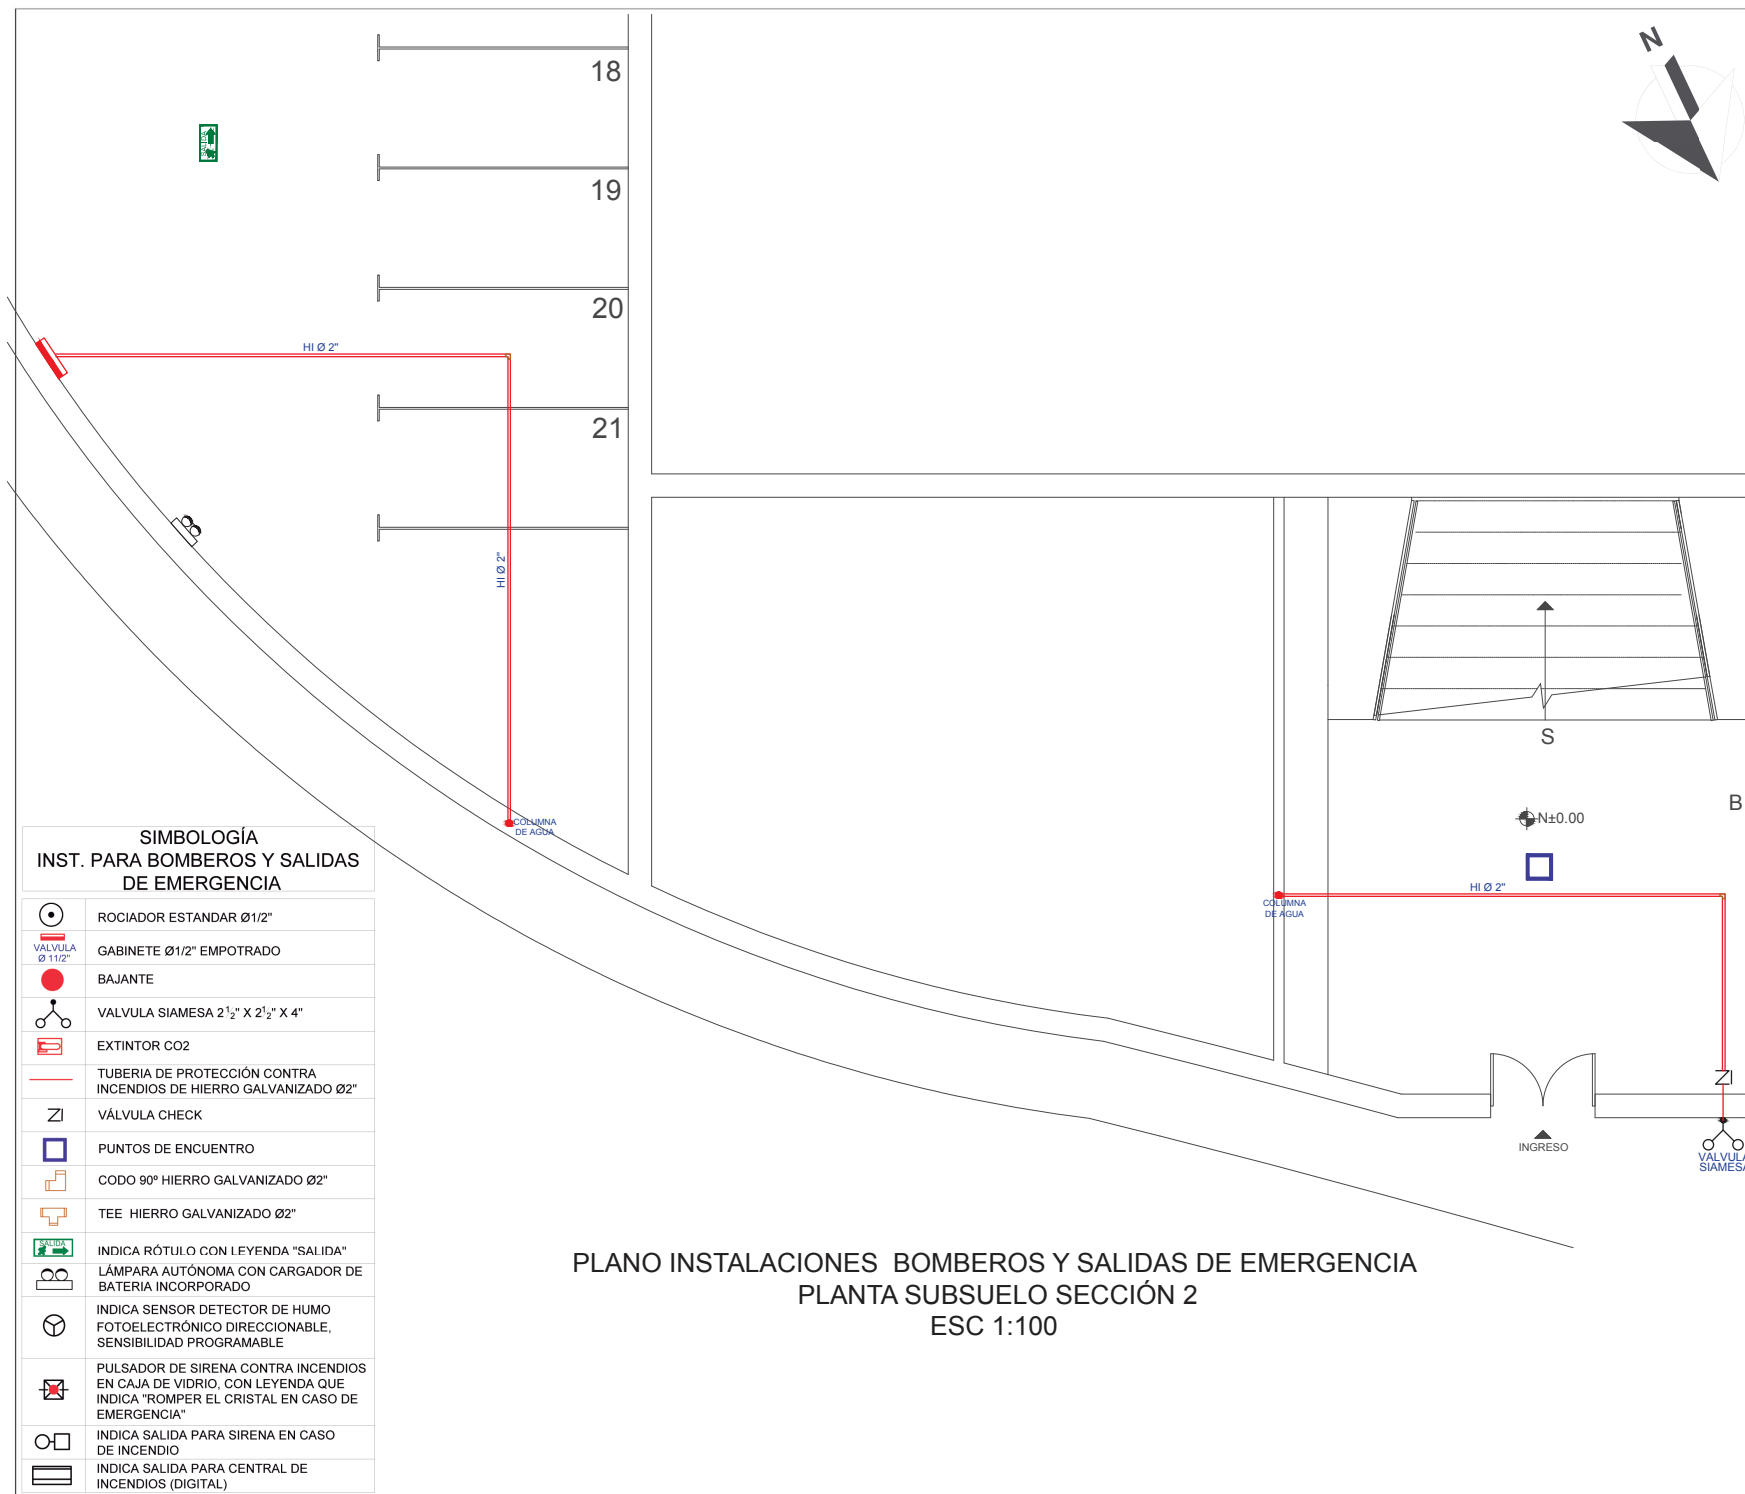 N
18
SALIDA
19
20
HI Ø 2"
21
HI Ø 2"
S
B
N±0.00
COLUMNA
DE AGUA
HI Ø 2"
COLUMNA
DE AGUA
INGRESO
VALVULA
SIAMESA
SIMBOLOGÍA
INST. PARA BOMBEROS Y SALIDAS
DE EMERGENCIA
ROCIADOR ESTANDAR Ø1/2"
VALVULA
Ø 11/2"
GABINETE Ø1/2" EMPOTRADO
BAJANTE
VALVULA SIAMESA 2½" X 2½" X 4"
EXTINTOR CO2
TUBERIA DE PROTECCIÓN CONTRA
INCENDIOS DE HIERRO GALVANIZADO Ø2"
VÁLVULA CHECK
PUNTOS DE ENCUENTRO
CODO 90º HIERRO GALVANIZADO Ø2"
TEE HIERRO GALVANIZADO Ø2"
SALIDA
INDICA RÓTULO CON LEYENDA "SALIDA"
LÁMPARA AUTÓNOMA CON CARGADOR DE
BATERIA INCORPORADO
INDICA SENSOR DETECTOR DE HUMO
FOTOELECTRÓNICO DIRECCIONABLE,
SENSIBILIDAD PROGRAMABLE
PULSADOR DE SIRENA CONTRA INCENDIOS
EN CAJA DE VIDRIO, CON LEYENDA QUE
INDICA "ROMPER EL CRISTAL EN CASO DE
EMERGENCIA"
INDICA SALIDA PARA SIRENA EN CASO
DE INCENDIO
INDICA SALIDA PARA CENTRAL DE
INCENDIOS (DIGITAL)
PLANO INSTALACIONES BOMBEROS Y SALIDAS DE EMERGENCIA
PLANTA SUBSUELO SECCIÓN 2
ESC 1:100